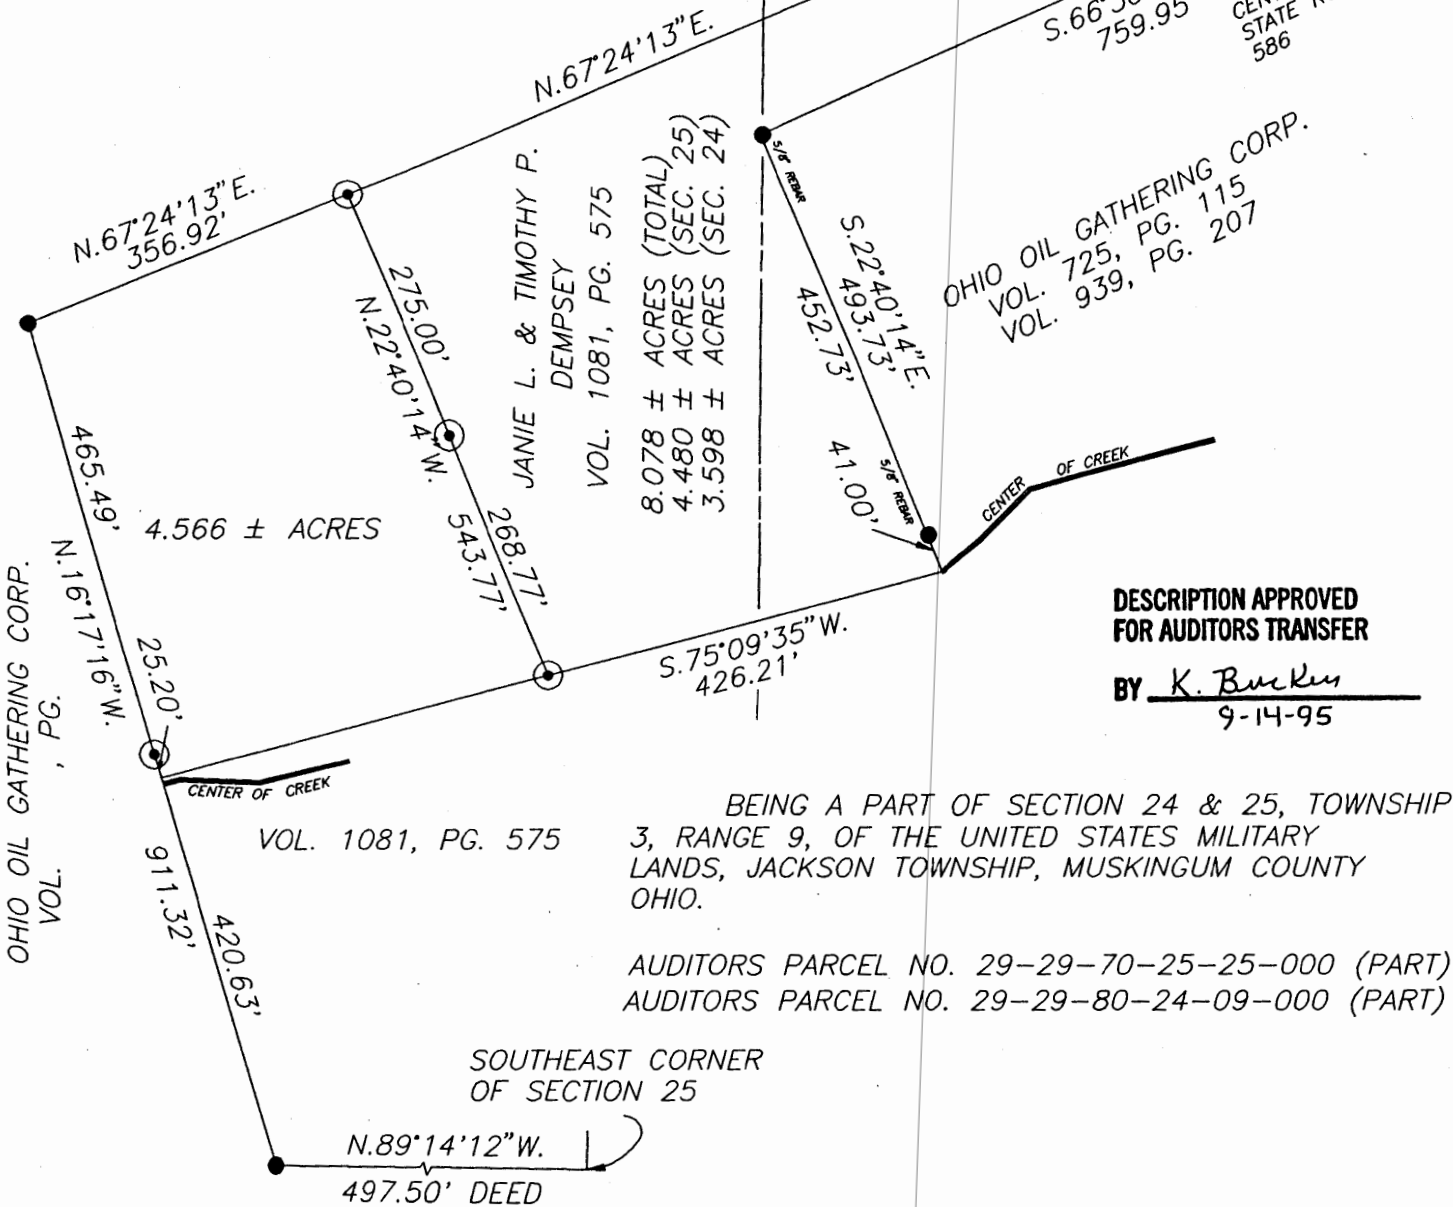 N.67°24'13"E.
S.66°
759.95
STATE
586
N.67°24'13"E.
356.92'
JANIE L. & TIMOTHY P.
DEMPSEY
VOL. 1081, PG. 575
8.078 ± ACRES (TOTAL)
4.480 ± ACRES (SEC. 25)
3.598 ± ACRES (SEC. 24)
5/8" REBAR
S.22°40'14"E.
493.73'
452.73'
OHIO OIL GATHERING CORP.
VOL. 725, PG. 115
VOL. 939, PG. 207
275.00'
N.22°40'14"W.
465.49'
4.566 ± ACRES
268.77'
543.77'
41.00'
5/8" REBAR
CENTER OF CREEK
N.16°17'16"W.
25.20'
OHIO OIL GATHERING CORP.
VOL. , PG.
S.75°09'35"W.
426.21'
DESCRIPTION APPROVED
FOR AUDITORS TRANSFER
BY K.
9-14-95
CENTER OF CREEK
VOL. 1081, PG. 575
BEING A PART OF SECTION 24 & 25, TOWNSHIP
3, RANGE 9, OF THE UNITED STATES MILITARY
LANDS, JACKSON TOWNSHIP, MUSKINGUM COUNTY
OHIO.
911.32'
420.63'
AUDITORS PARCEL NO. 29-29-70-25-25-000 (PART)
AUDITORS PARCEL NO. 29-29-80-24-09-000 (PART)
SOUTHEAST CORNER
OF SECTION 25
N.89°14'12"W.
497.50' DEED